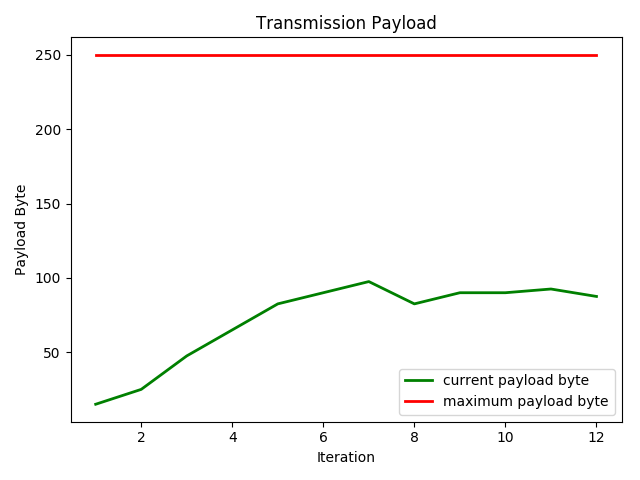 Transmission Payload
Payload Byte
250
200
150
100
50
2 4 6 8 10 12
Iteration
current payload byte
maximum payload byte